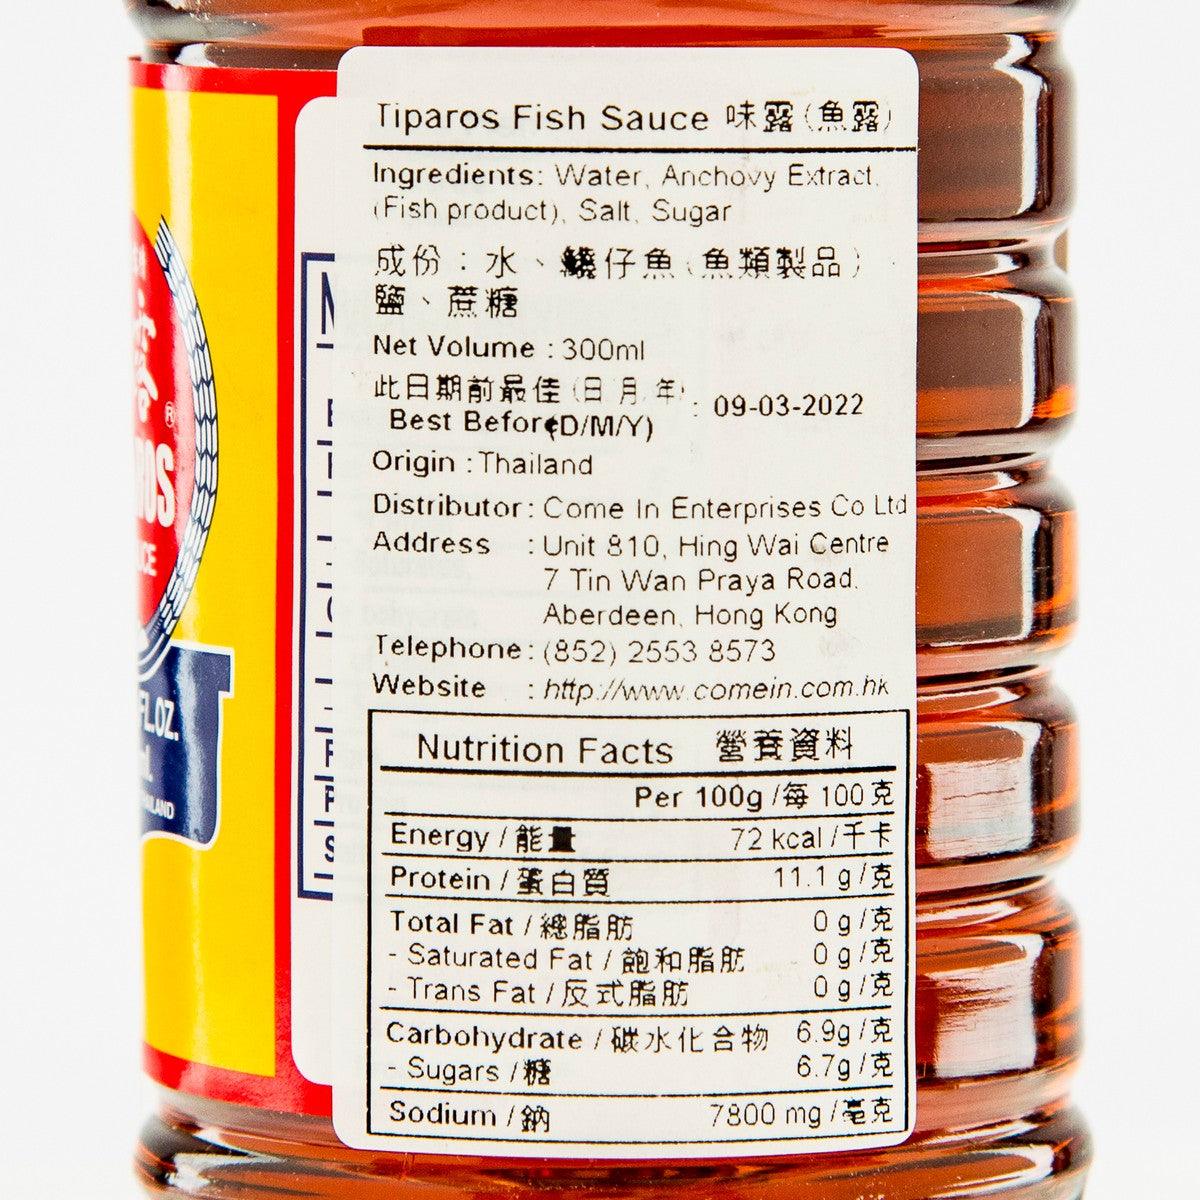 Tiparos Fish Sauce 味露(魚露)
Ingredients: Water, Anchovy Extract,
(Fish product), Salt, Sugar
成份：水、鱙仔魚(魚類製品)、
鹽、蔗糖
Net Volume : 300ml
此日期前最佳(日 月 年) : 09-03-2022
Best Before(D/M/Y)
Origin : Thailand
Distributor : Come In Enterprises Co Ltd
Address : Unit 810, Hing Wai Centre
7 Tin Wan Praya Road.
Aberdeen, Hong Kong
Telephone : (852) 2553 8573
Website : http://www.comein.com.hk
Nutrition Facts 營養資料
Per 100g /每 100 克
Energy / 能量 72 kcal /千卡
Protein / 蛋白質 11.1 g /克
Total Fat / 總脂肪 0 g /克
- Saturated Fat / 飽和脂肪 0 g /克
- Trans Fat / 反式脂肪 0 g /克
Carbohydrate / 碳水化合物 6.9g /克
- Sugars / 糖 6.7g /克
Sodium / 鈉 7800 mg /毫克
®
FL.OZ.